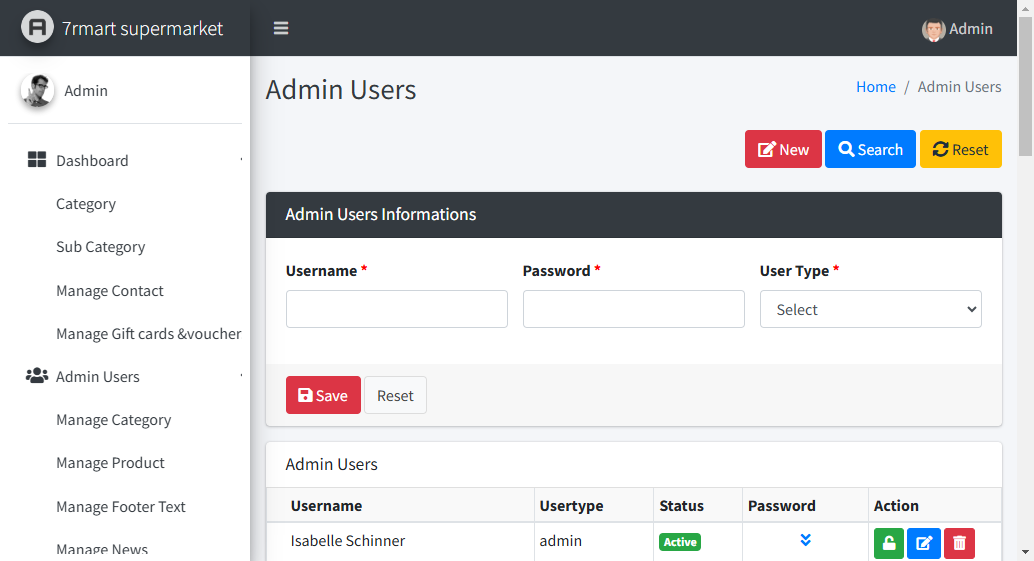 7rmart supermarket
Admin
Admin
Dashboard
Category
Sub Category
Manage Contact
Manage Gift cards &voucher
Admin Users
Manage Category
Manage Product
Manage Footer Text
Manage News
Admin Users
Home / Admin Users
New Search Reset
Admin Users Informations
Username * Password * User Type *
Select
Save Reset
Admin Users
Username Usertype Status Password Action
Isabelle Schinner admin Active